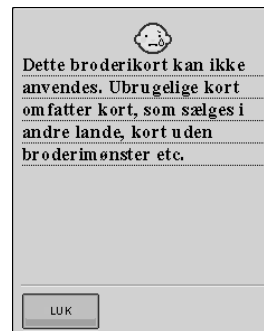 Dette broderikort kan ikke
anvendes. Ubrugelige kort
omfatter kort, som sælges i
andre lande, kort uden
broderimønster etc.
LUK